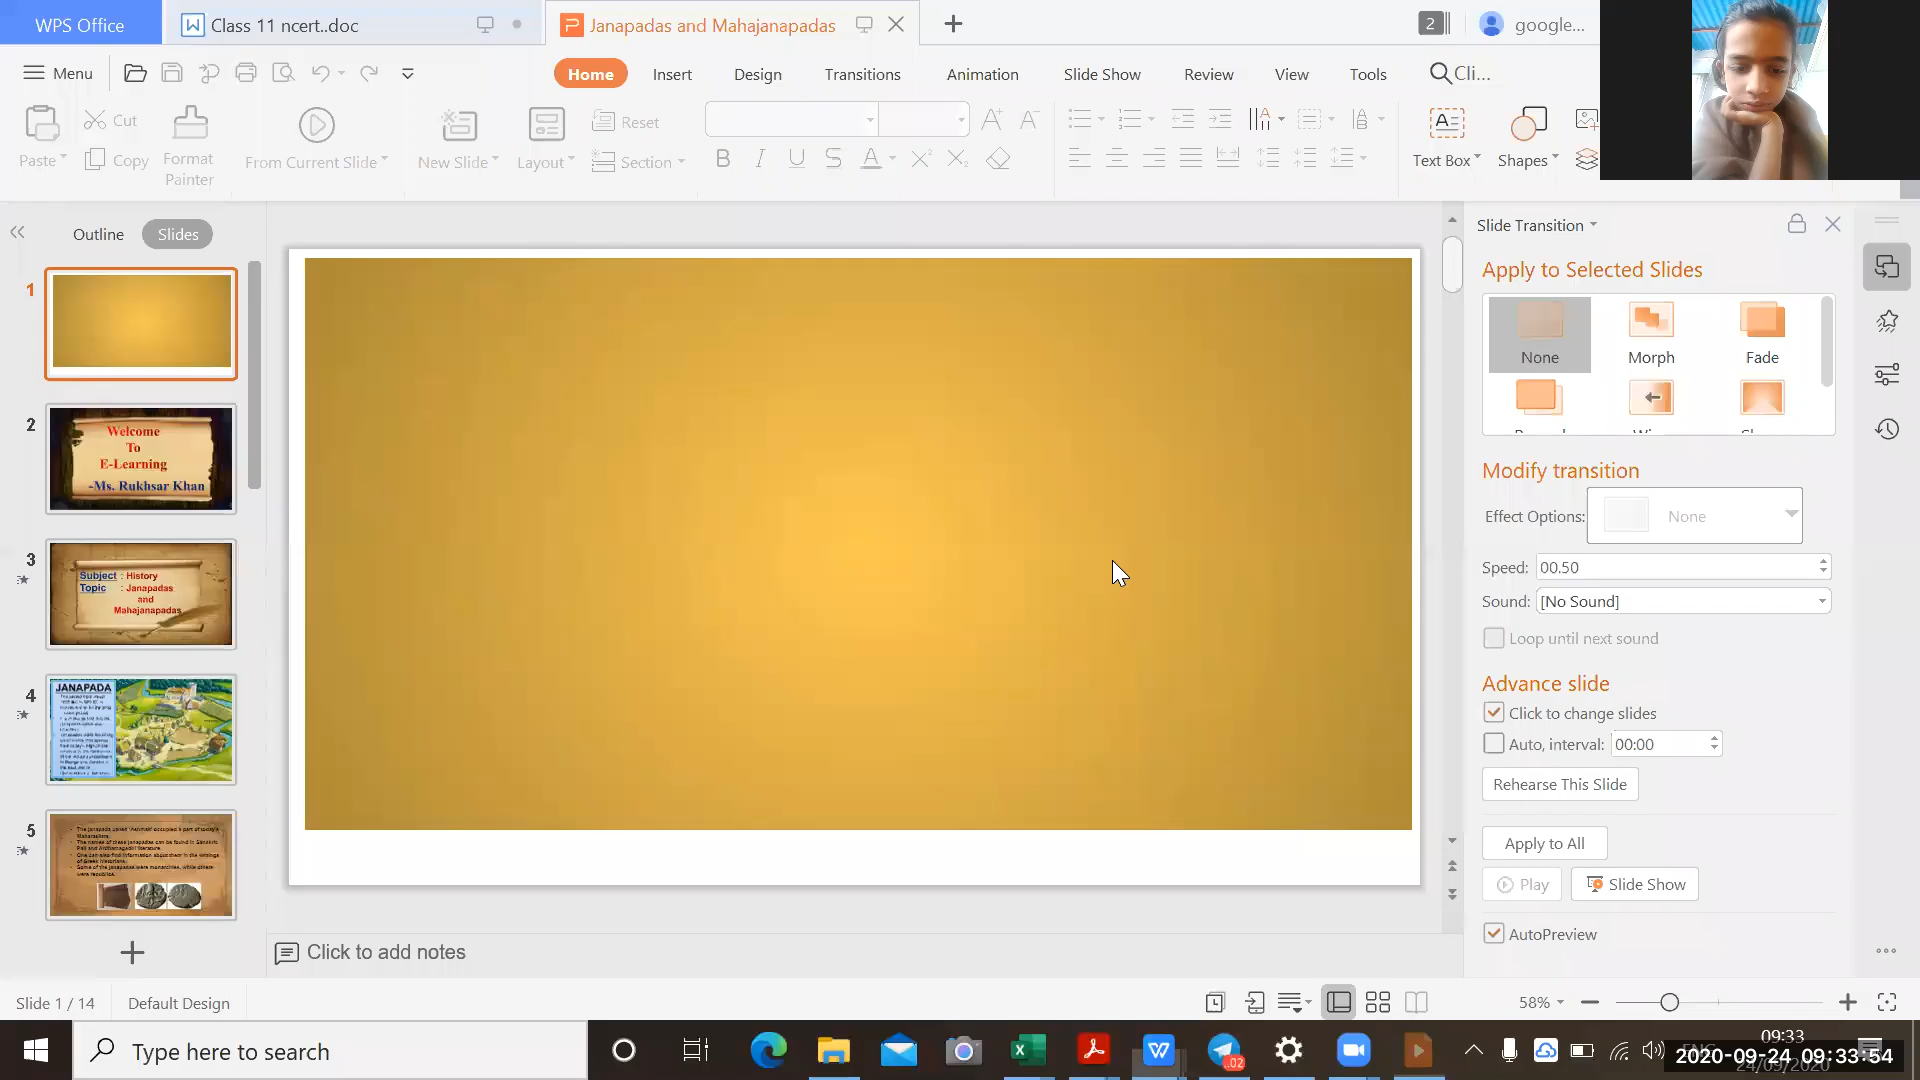 WPS Office
Class 11 ncert..doc
Janapadas and Mahajanapadas
2
google...
Menu
Home
Insert
Design
Transitions
Animation
Slide Show
Review
View
Tools
Cli...
Paste
Cut
Copy
Format
Painter
From Current Slide
New Slide
Layout
Reset
Section
Text Box
Shapes
Outline
Slides
1
2
Welcome
To
E-Learning
-Ms. Rukhsar Khan
3
Subject : History
Topic : Janapadas
and
Mahajanapadas
4
JANAPADA
5
Slide Transition
Apply to Selected Slides
None
Morph
Fade
Modify transition
Effect Options:
None
Speed: 00.50
Sound: [No Sound]
Loop until next sound
Advance slide
Click to change slides
Auto, interval: 00:00
Rehearse This Slide
Apply to All
Play
Slide Show
AutoPreview
Click to add notes
Slide 1 / 14
Default Design
58%
Type here to search
09:33
2020-09-24 09:33:54
24/09/2020